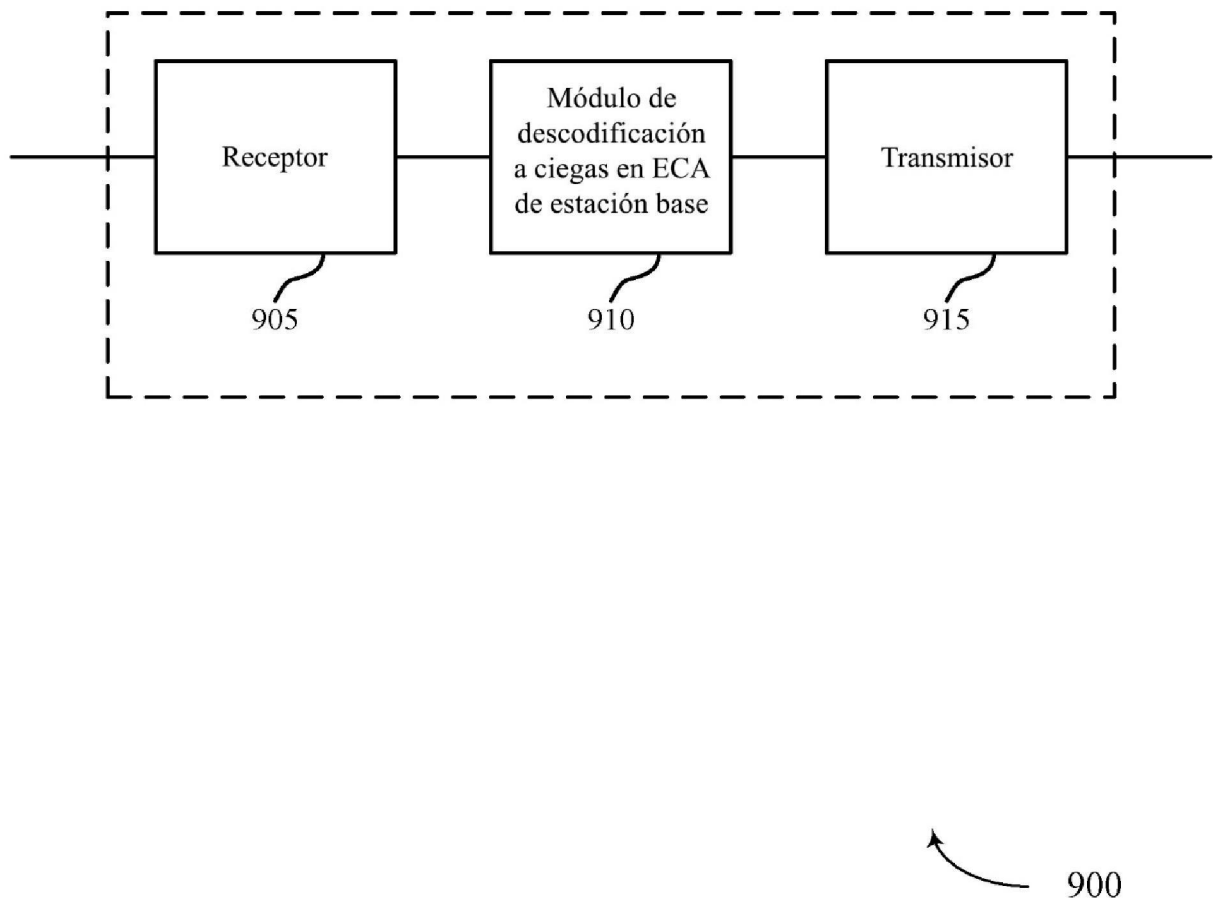 Receptor
Módulo de
descodificación
a ciegas en ECA
de estación base
Transmisor
905
910
915
900